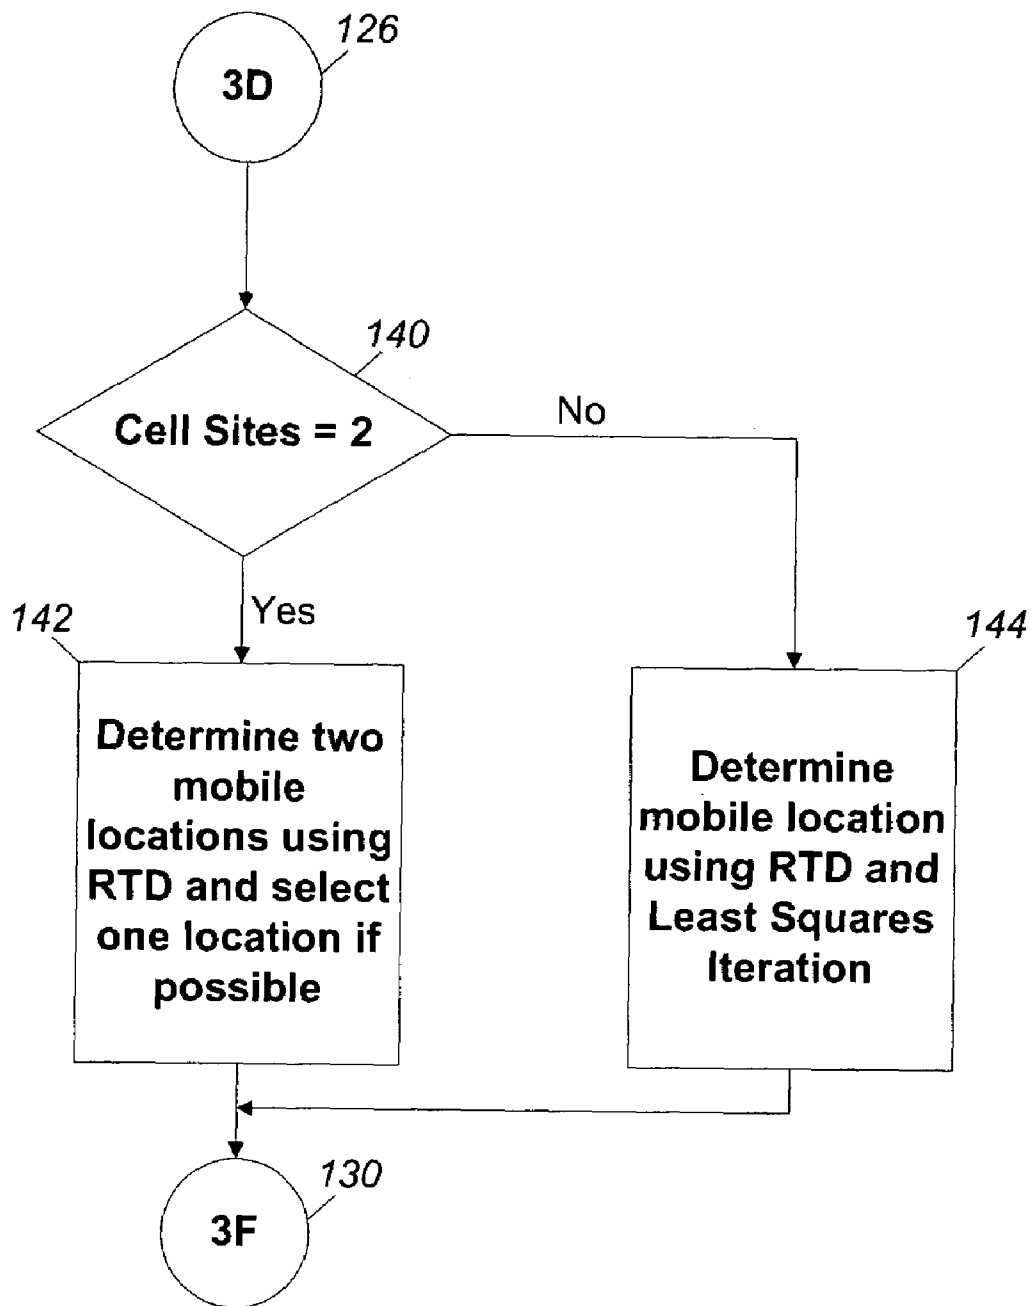 126
3D
140
Cell Sites = 2
No
Yes
142
144
Determine two
mobile
locations using
RTD and select
one location if
possible
Determine
mobile location
using RTD and
Least Squares
Iteration
130
3F